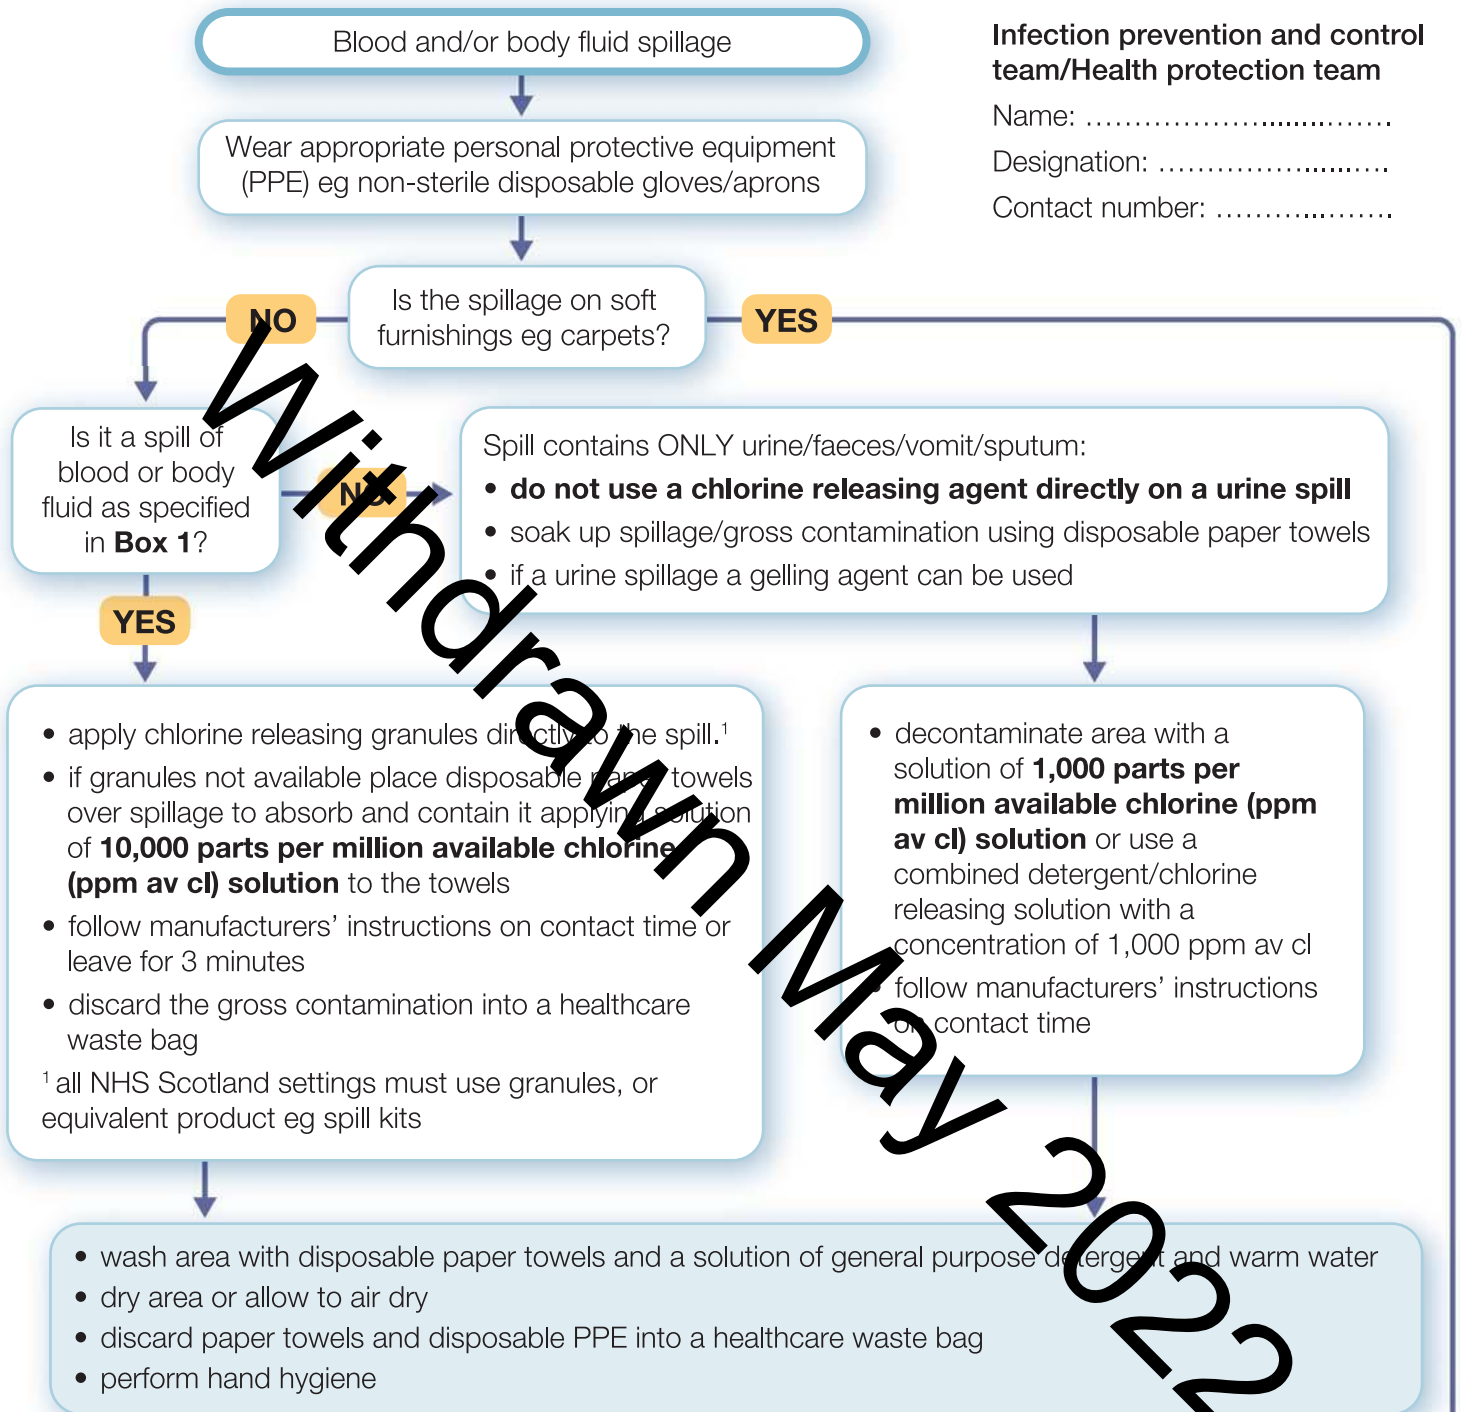 Blood and/or body fluid spillage
Infection prevention and control
team/Health protection team
Name: ....................................
Designation: ............................
Contact number: .....................
Wear appropriate personal protective equipment
(PPE) eg non-sterile disposable gloves/aprons
Is the spillage on soft
furnishings eg carpets?
NO
YES
Is it a spill of
blood or body
fluid as specified
in Box 1?
NO
YES
Spill contains ONLY urine/faeces/vomit/sputum:
• do not use a chlorine releasing agent directly on a urine spill
• soak up spillage/gross contamination using disposable paper towels
• if a urine spillage a gelling agent can be used
• apply chlorine releasing granules directly to the spill.¹
• if granules not available place disposable paper towels
over spillage to absorb and contain it applying solution
of 10,000 parts per million available chlorine
(ppm av cl) solution to the towels
• follow manufacturers’ instructions on contact time or
leave for 3 minutes
• discard the gross contamination into a healthcare
waste bag
¹ all NHS Scotland settings must use granules, or
equivalent product eg spill kits
• decontaminate area with a
solution of 1,000 parts per
million available chlorine (ppm
av cl) solution or use a
combined detergent/chlorine
releasing solution with a
concentration of 1,000 ppm av cl
• follow manufacturers’ instructions
on contact time
• wash area with disposable paper towels and a solution of general purpose detergent and warm water
• dry area or allow to air dry
• discard paper towels and disposable PPE into a healthcare waste bag
• perform hand hygiene
Withdrawn May 2022